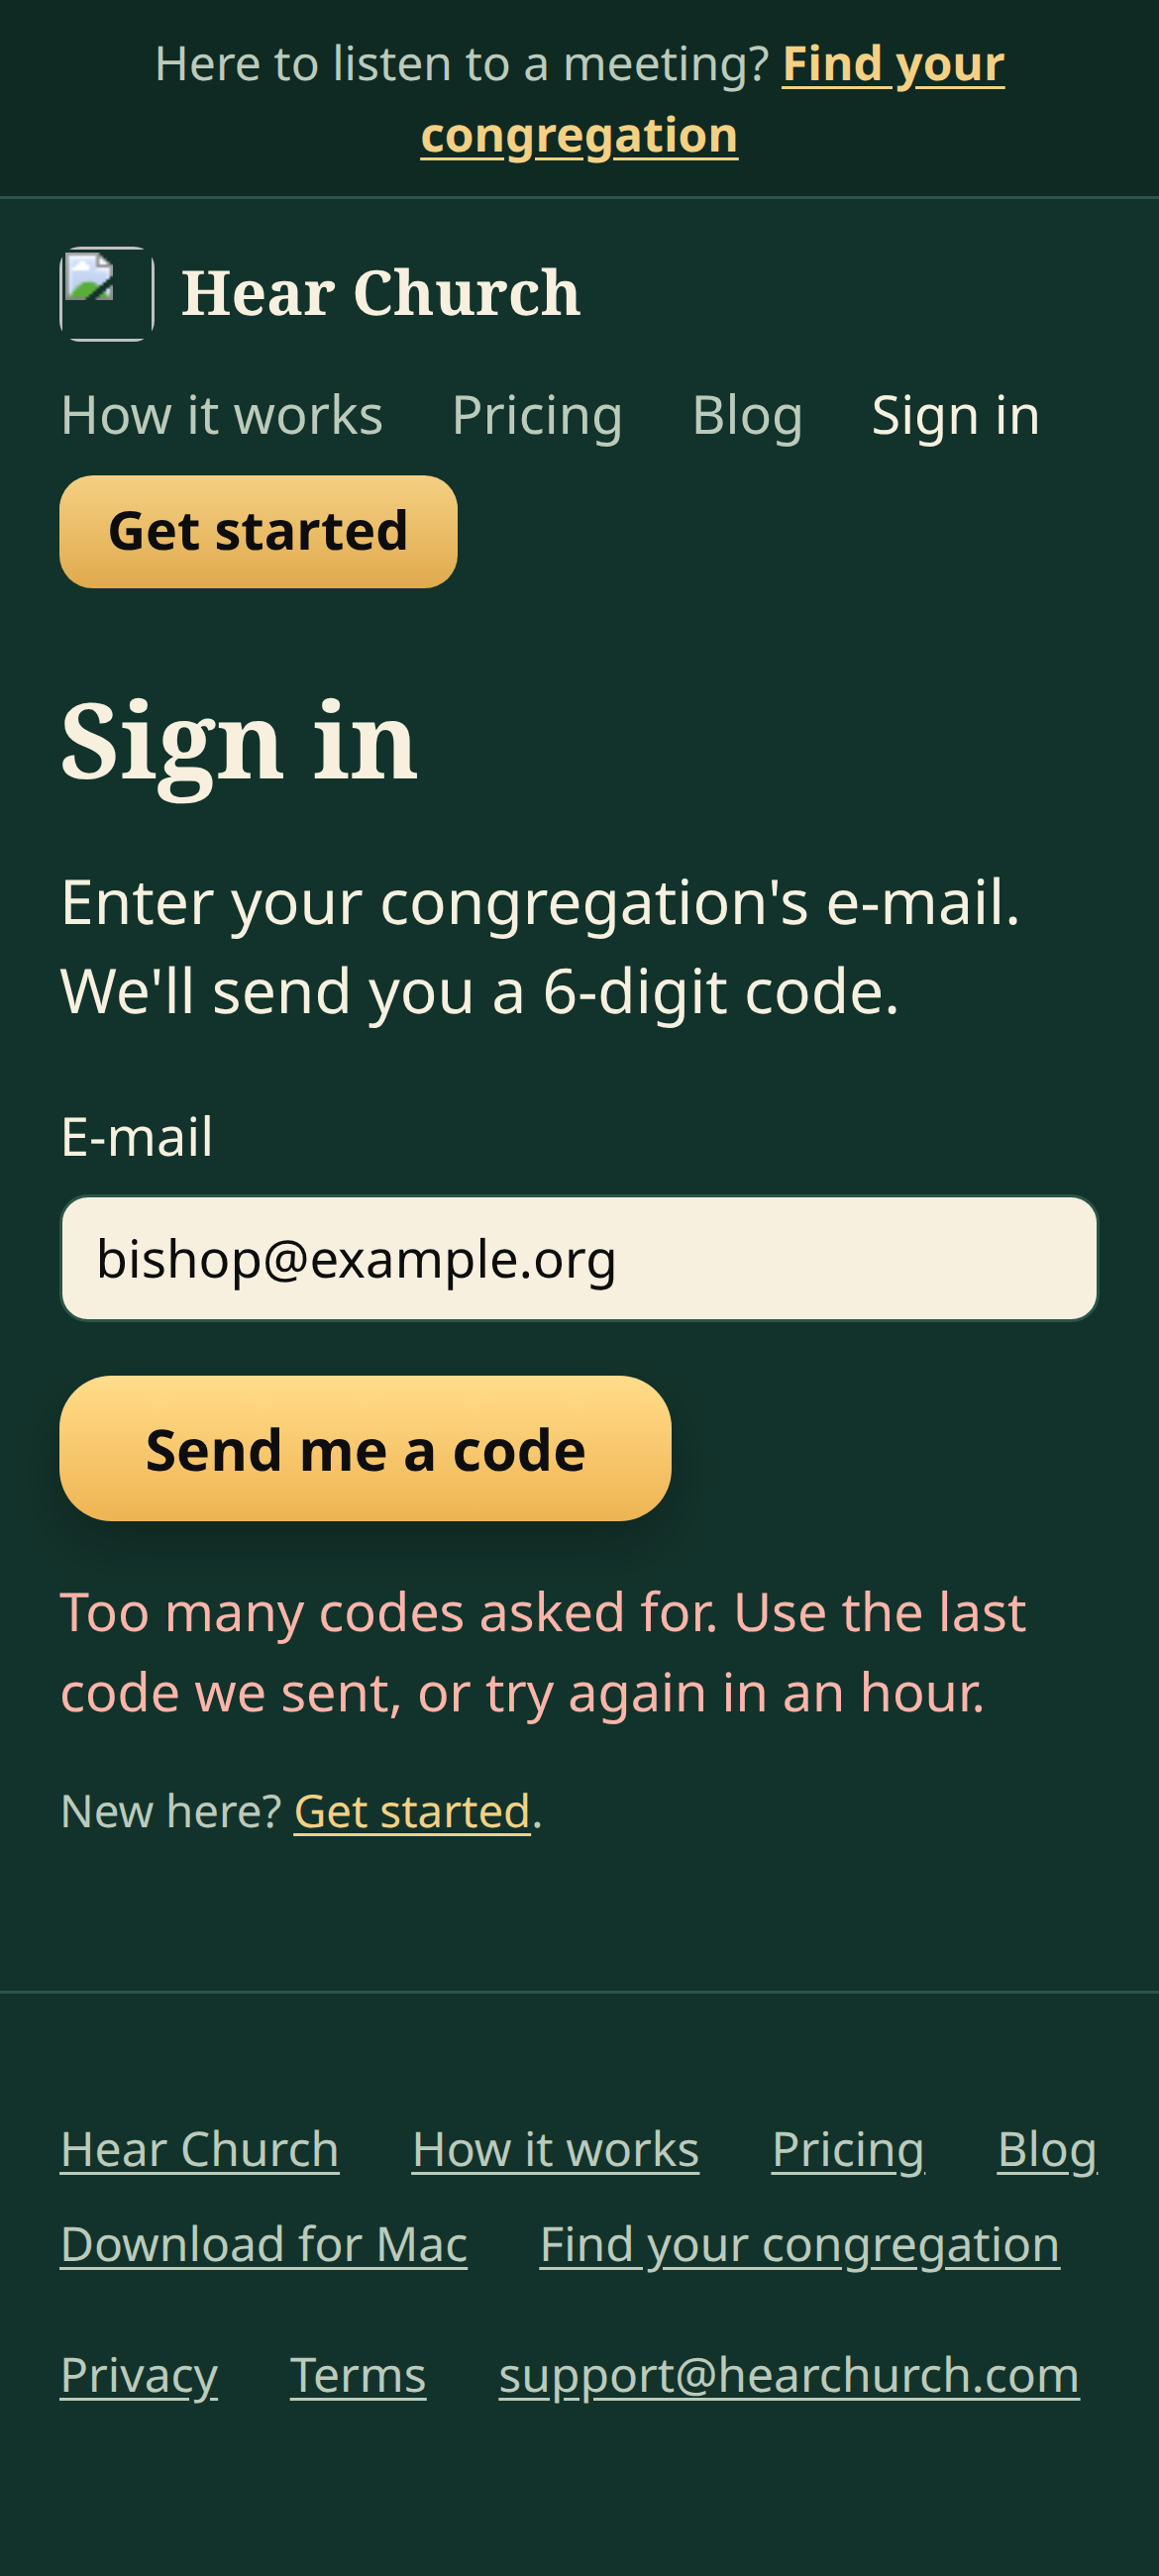 Here to listen to a meeting? Find your
congregation
Hear Church
How it works Pricing Blog Sign in
Get started
Sign in
Enter your congregation's e-mail.
We'll send you a 6-digit code.
E-mail
bishop@example.org
Send me a code
Too many codes asked for. Use the last
code we sent, or try again in an hour.
New here? Get started.
Hear Church How it works Pricing Blog
Download for Mac Find your congregation
Privacy Terms support@hearchurch.com